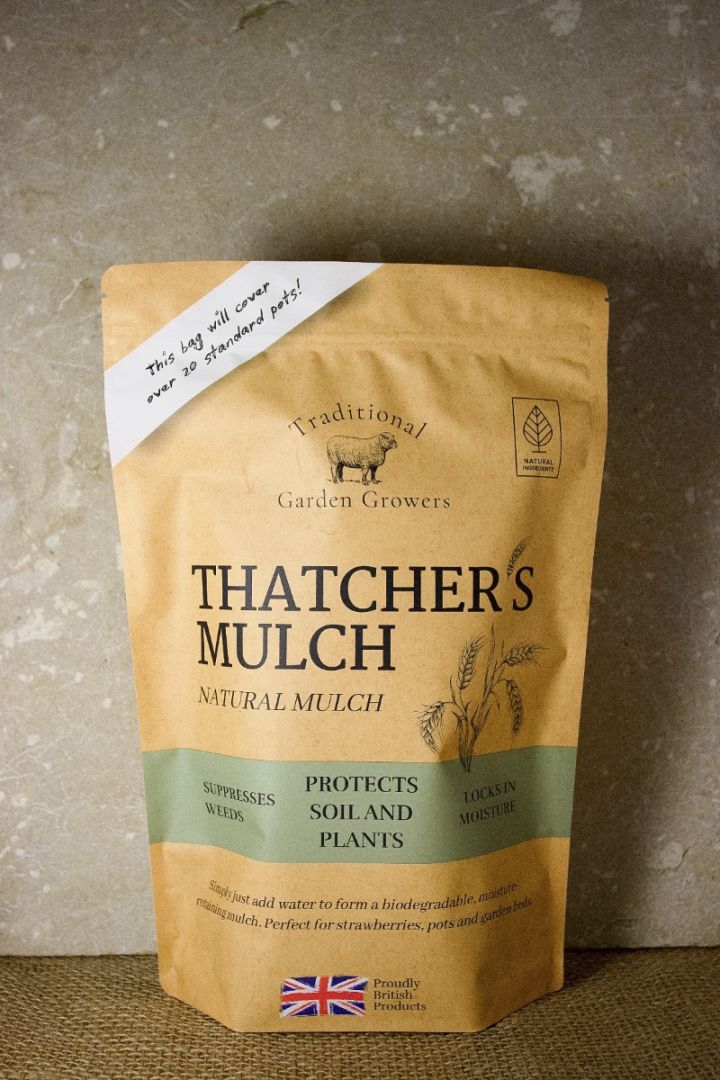 This bag will cover
over 20 standard pots!
Traditional
Garden Growers
NATURAL
INGREDIENTS
THATCHER'S
MULCH
NATURAL MULCH
SUPPRESSES
WEEDS
PROTECTS
SOIL AND
PLANTS
LOCKS IN
MOISTURE
Simply just add water to form a biodegradable, moisture-
retaining mulch. Perfect for strawberries, pots and garden beds.
Proudly
British
Products